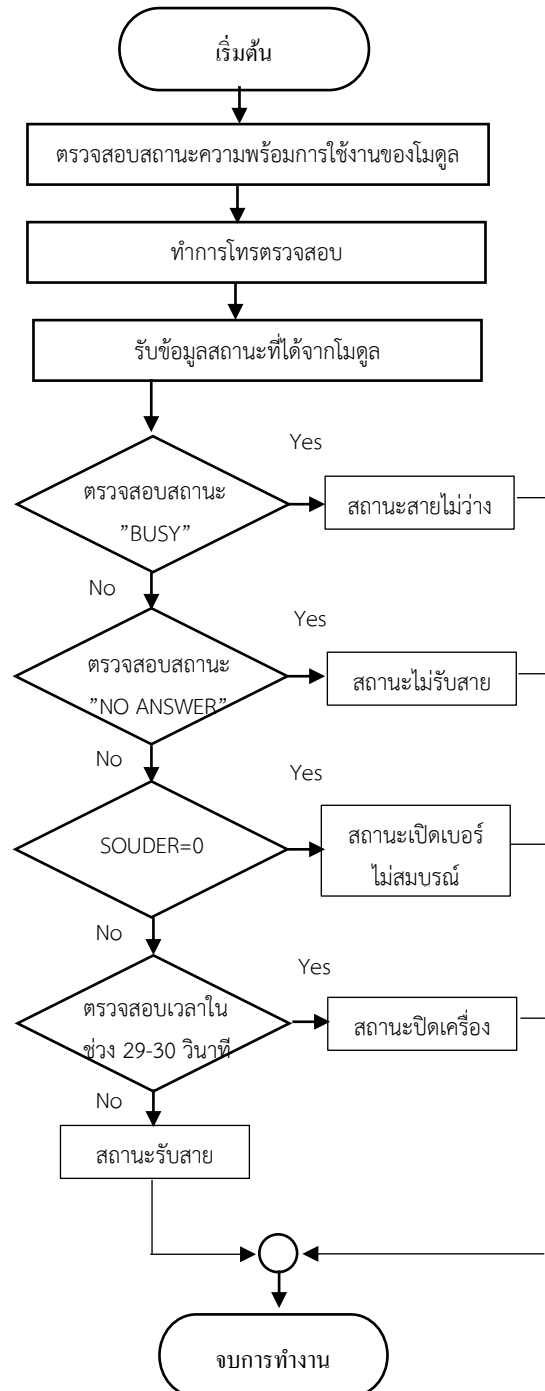 เริ่มต้น
ตรวจสอบสถานะความพร้อมการใช้งานของโมดูล
ทำการโทรตรวจสอบ
รับข้อมูลสถานะที่ได้จากโมดูล
Yes
ตรวจสอบสถานะ
"BUSY"
สถานะสายไม่ว่าง
No
Yes
ตรวจสอบสถานะ
"NO ANSWER"
สถานะไม่รับสาย
No
Yes
SOUDER=0
สถานะเปิดเบอร์
ไม่สมบรณ์
No
Yes
ตรวจสอบเวลาใน
ช่วง 29-30 วินาที
สถานะปิดเครื่อง
No
สถานะรับสาย
จบการทำงาน